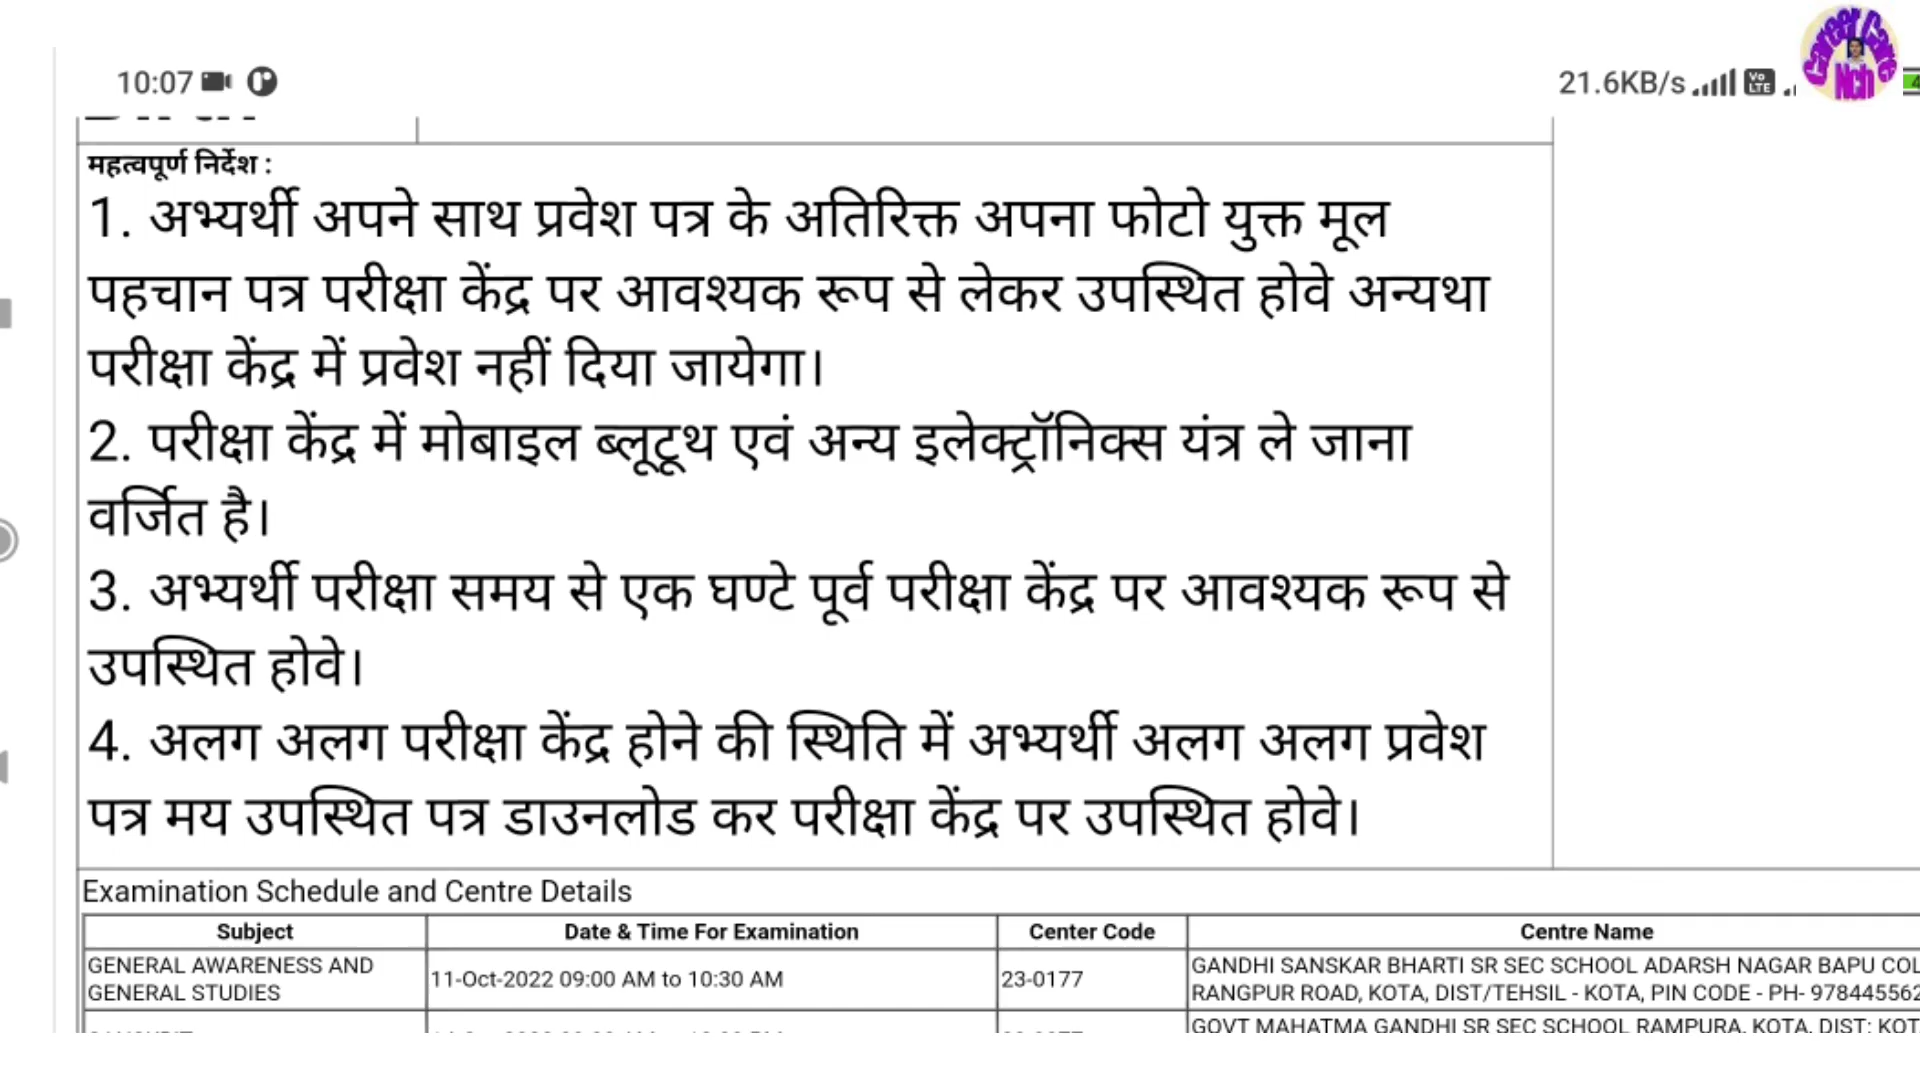 10:07
21.6KB/s
Vo LTE
Career Gang
Nch
महत्वपूर्ण निर्देश :
1. अभ्यर्थी अपने साथ प्रवेश पत्र के अतिरिक्त अपना फोटो युक्त मूल
पहचान पत्र परीक्षा केंद्र पर आवश्यक रूप से लेकर उपस्थित होवे अन्यथा
परीक्षा केंद्र में प्रवेश नहीं दिया जायेगा।
2. परीक्षा केंद्र में मोबाइल ब्लूटूथ एवं अन्य इलेक्ट्रॉनिक्स यंत्र ले जाना
वर्जित है।
3. अभ्यर्थी परीक्षा समय से एक घण्टे पूर्व परीक्षा केंद्र पर आवश्यक रूप से
उपस्थित होवे।
4. अलग अलग परीक्षा केंद्र होने की स्थिति में अभ्यर्थी अलग अलग प्रवेश
पत्र मय उपस्थित पत्र डाउनलोड कर परीक्षा केंद्र पर उपस्थित होवे।
Examination Schedule and Centre Details
Subject Date & Time For Examination Center Code Centre Name
GENERAL AWARENESS AND
GENERAL STUDIES
11-Oct-2022 09:00 AM to 10:30 AM
23-0177
GANDHI SANSKAR BHARTI SR SEC SCHOOL ADARSH NAGAR BAPU COL
RANGPUR ROAD, KOTA, DIST/TEHSIL - KOTA, PIN CODE - PH- 978445562
GOVT MAHATMA GANDHI SR SEC SCHOOL RAMPURA, KOTA, DIST: KOT